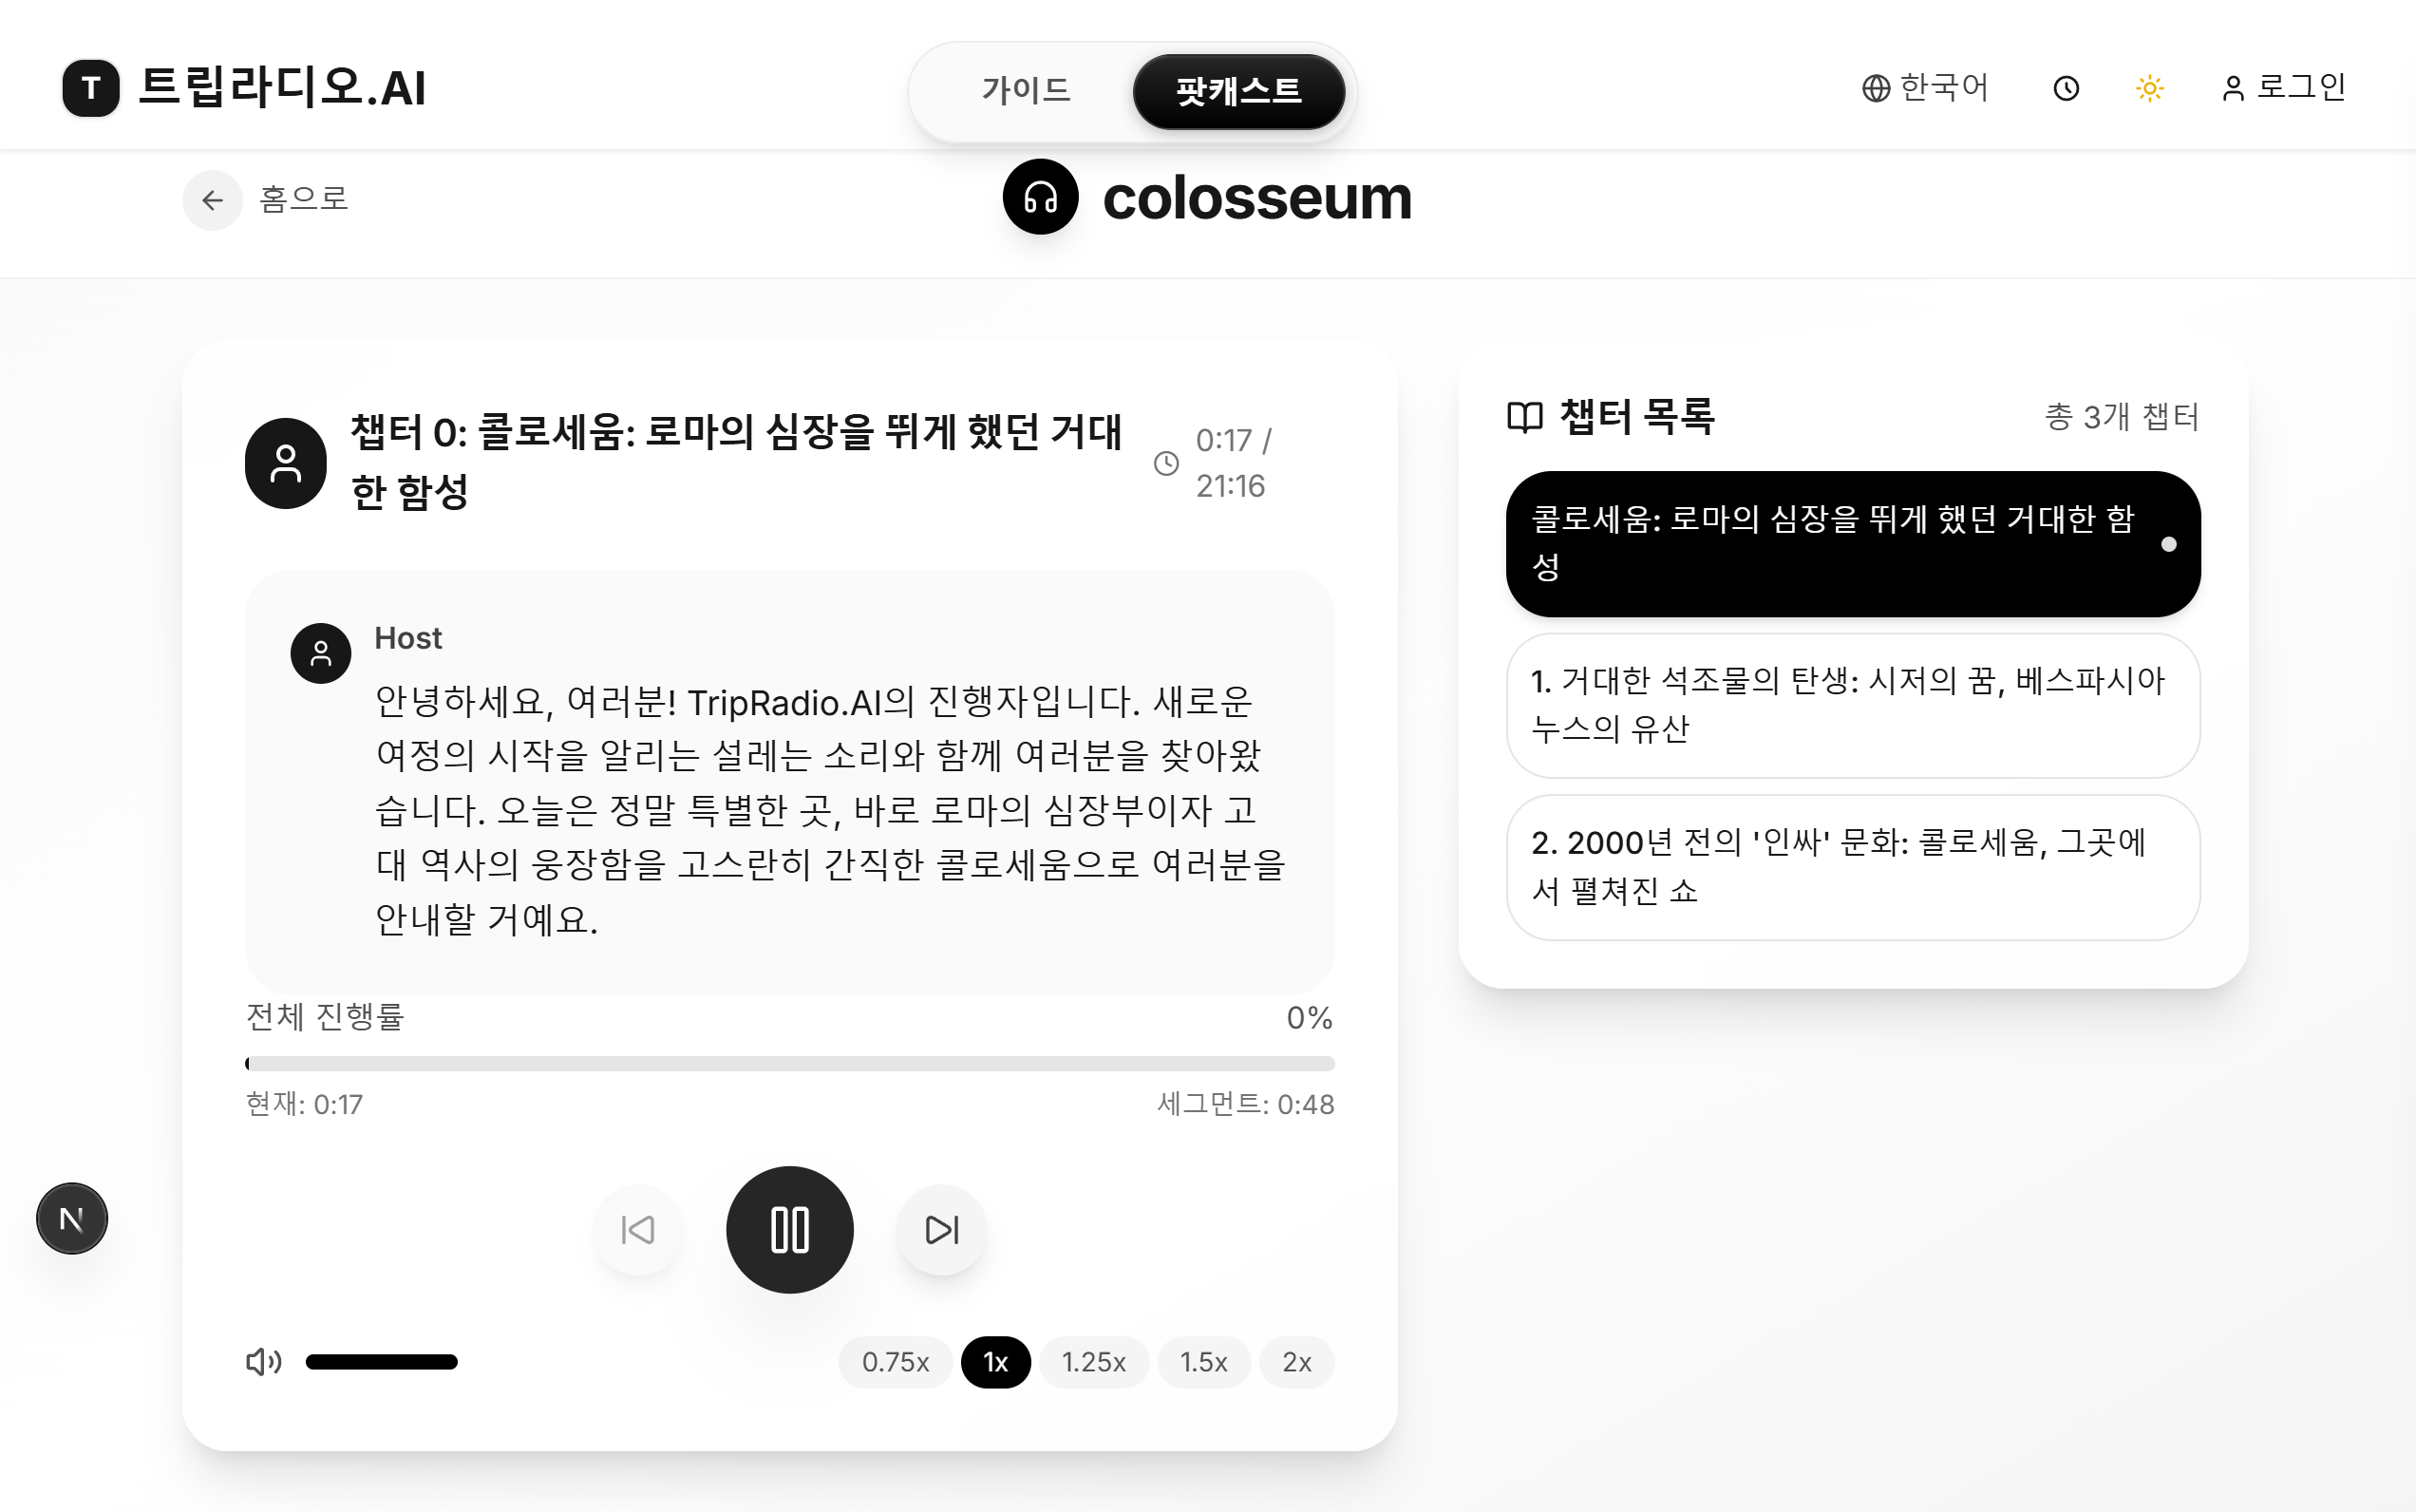 T 트립라디오.AI
가이드
팟캐스트
한국어
로그인
홈으로
colosseum
챕터 0: 콜로세움: 로마의 심장을 뛰게 했던 거대
한 함성
0:17 /
21:16
Host
안녕하세요, 여러분! TripRadio.AI의 진행자입니다. 새로운
여정의 시작을 알리는 설레는 소리와 함께 여러분을 찾아왔
습니다. 오늘은 정말 특별한 곳, 바로 로마의 심장부이자 고
대 역사의 웅장함을 고스란히 간직한 콜로세움으로 여러분을
안내할 거예요.
전체 진행률
0%
현재: 0:17
세그먼트: 0:48
N
0.75x
1x
1.25x
1.5x
2x
챕터 목록
총 3개 챕터
콜로세움: 로마의 심장을 뛰게 했던 거대한 함
성
1. 거대한 석조물의 탄생: 시저의 꿈, 베스파시아
누스의 유산
2. 2000년 전의 '인싸' 문화: 콜로세움, 그곳에
서 펼쳐진 쇼